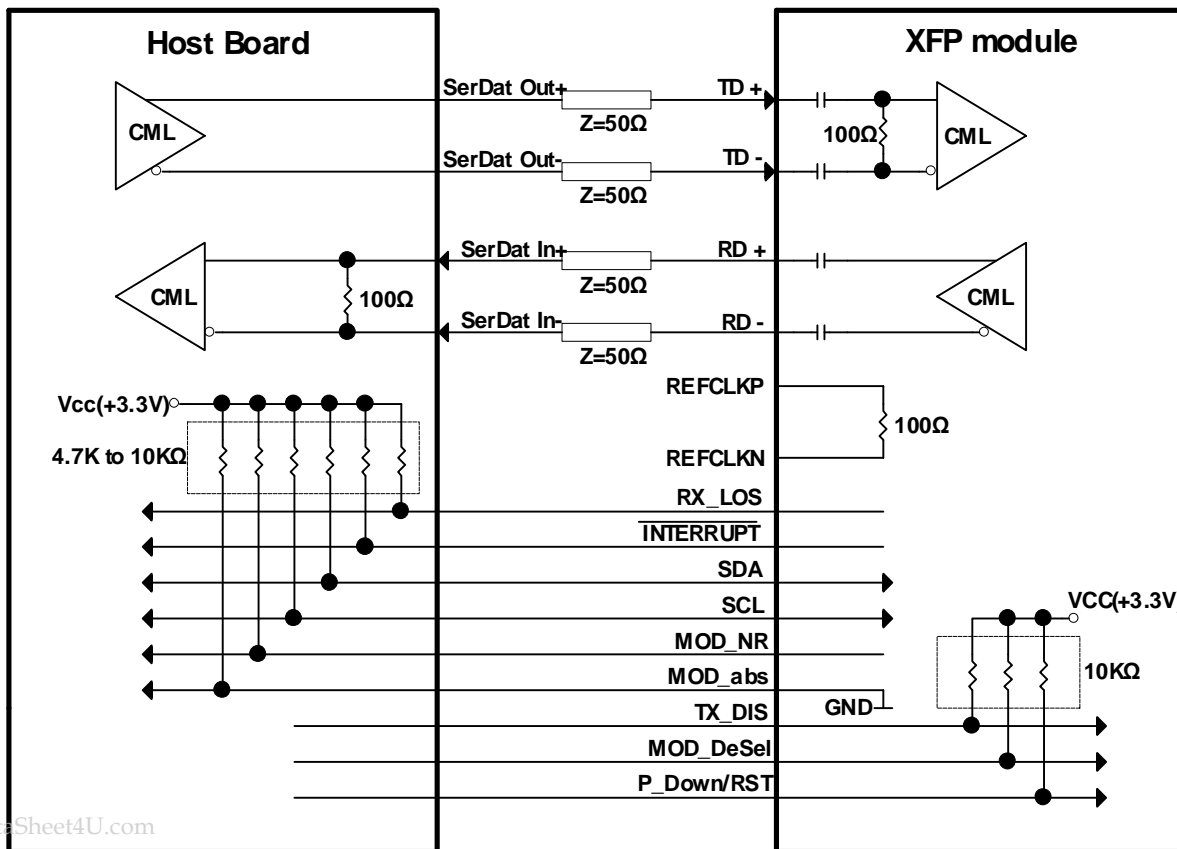 Host Board
XFP module
SerDat Out+
TD +
Z=50Ω
CML
100Ω
CML
SerDat Out-
TD -
Z=50Ω
SerDat In+
RD +
Z=50Ω
CML
100Ω
CML
SerDat In-
RD -
Z=50Ω
REFCLKP
Vcc(+3.3V)
100Ω
4.7K to 10KΩ
REFCLKN
RX_LOS
INTERRUPT
SDA
SCL
VCC(+3.3V)
MOD_NR
MOD_abs
10KΩ
GND
TX_DIS
MOD_DeSel
P_Down/RST
aSheet4U.com